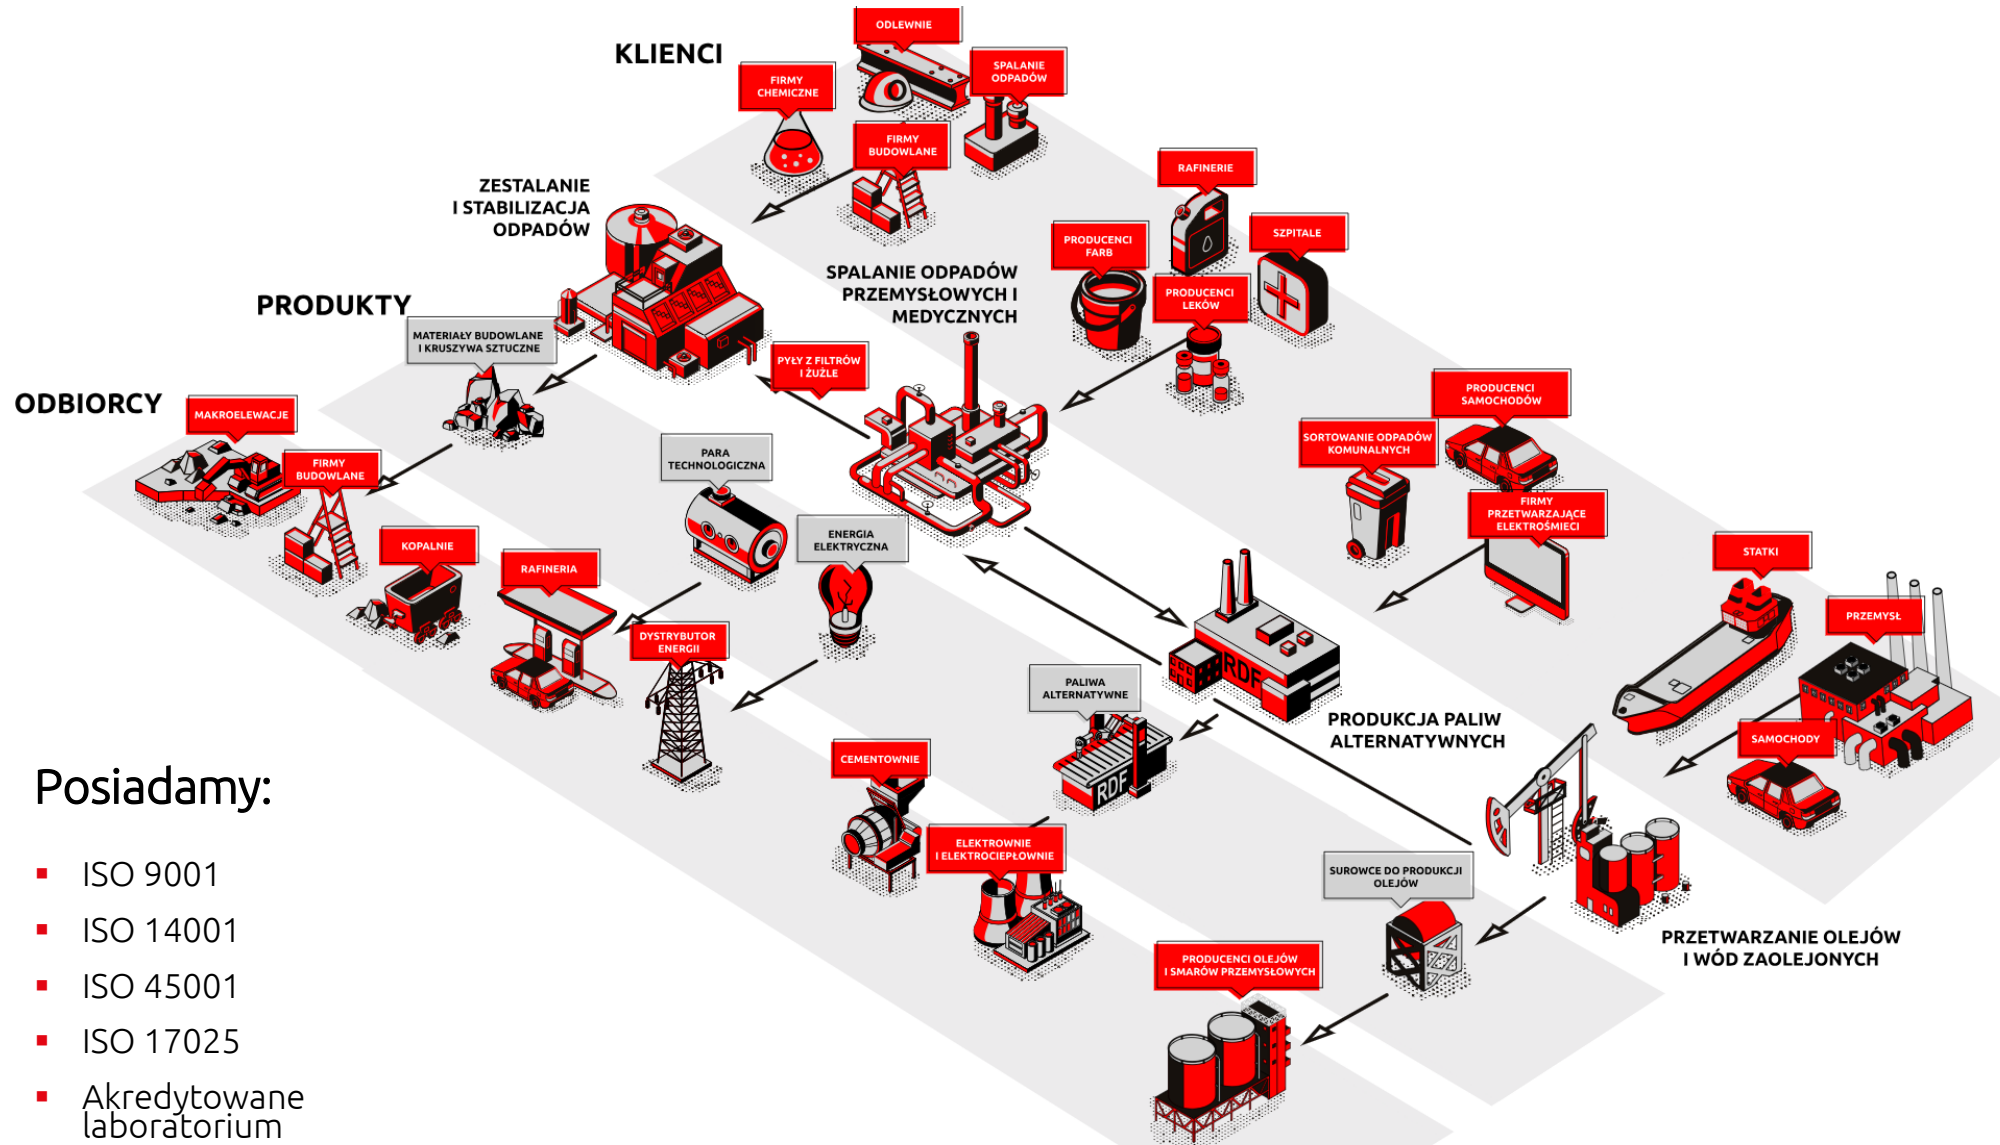 KLIENCI
ODLEWNIE
SPALANIE
ODPADÓW
FIRMY
CHEMICZNE
FIRMY
BUDOWLANE
RAFINERIE
PRODUCENCI
FARB
SZPITALE
PRODUCENCI
LEKÓW
PRODUCENCI
SAMOCHODÓW
SORTOWANIE ODPADÓW
KOMUNALNYCH
FIRMY
PRZETWARZAJĄCE
ELEKTROŚMIECI
STATKI
PRZEMYSŁ
SAMOCHODY
ZESTALANIE
I STABILIZACJA
ODPADÓW
SPALANIE ODPADÓW
PRZEMYSŁOWYCH I
MEDYCZNYCH
PYŁY Z FILTRÓW
I ŻUŻLE
RDF
PRODUKCJA PALIW
ALTERNATYWNYCH
PRZETWARZANIE OLEJÓW
I WÓD ZAOLEJONYCH
PRODUKTY
MATERIAŁY BUDOWLANE
I KRUSZYWA SZTUCZNE
PARA
TECHNOLOGICZNA
ENERGIA
ELEKTRYCZNA
PALIWA
ALTERNATYWNE
RDF
SUROWCE DO PRODUKCJI
OLEJÓW
ODBIORCY
MAKROELEWACJE
FIRMY
BUDOWLANE
KOPALNIE
RAFINERIA
DYSTRYBUTOR
ENERGII
CEMENTOWNIE
ELEKTROWNIE
I ELEKTROCIEPŁOWNIE
PRODUCENCI OLEJÓW
I SMARÓW PRZEMYSŁOWYCH
Posiadamy:
ISO 9001
ISO 14001
ISO 45001
ISO 17025
Akredytowane
laboratorium